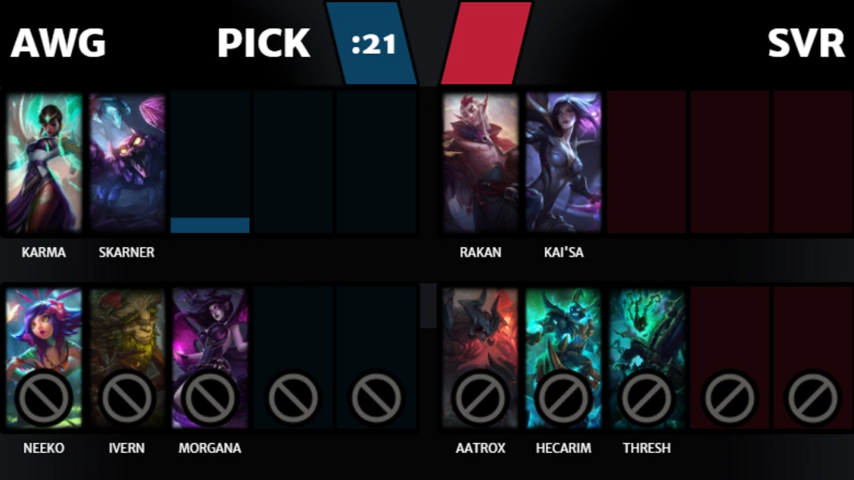 AWG PICK :21 SVR
KARMA SKARNER RAKAN KAI'SA
NEEKO IVERN MORGANA AATROX HECARIM THRESH